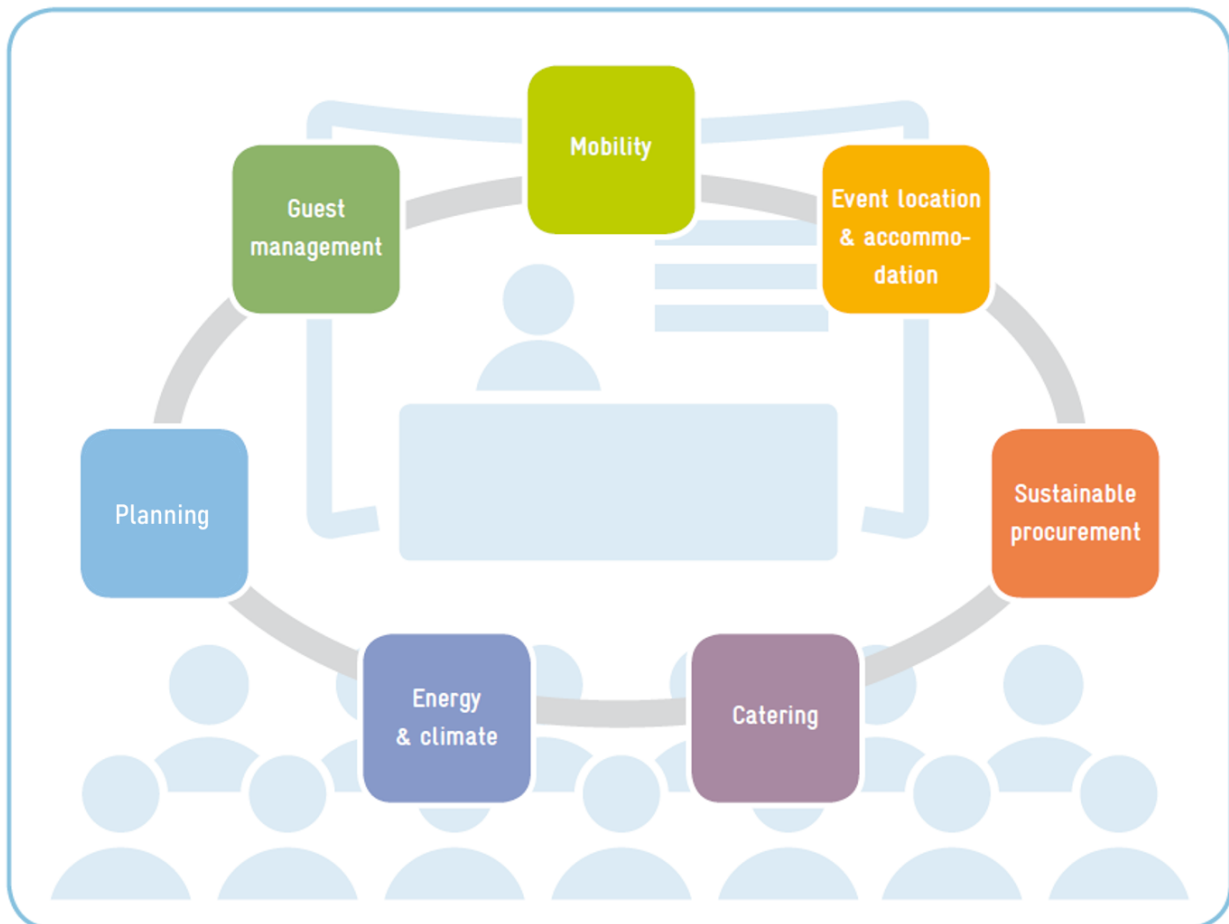 Mobility
Guest
management
Event location
& accommo-
dation
Planning
Sustainable
procurement
Energy
& climate
Catering